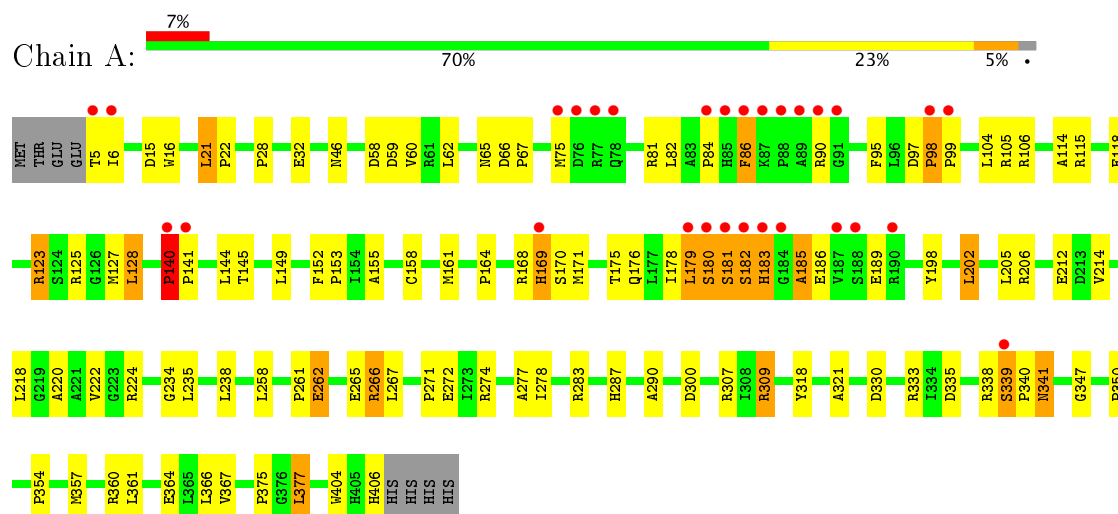 7%
Chain A:
70% 23% 5% •
MET THR GLU GLU T5 I6 D15 W16 L21 P22 P28 E32 N46 D58 D59 V60 R61 L62 N65 D66 P67 M75 D76 R77 Q78 R81 L82 A83 P84 M85 F86 K87 P88 A89 R90 G91 F95 L96 D97 P98 P99 L104 R105 R106 A114 R115
R123 S124 R125 G126 M127 L128 P140 P141 L144 T145 L149 F152 P153 I154 A155 C158 M161 P164 R168 H169 S170 M171 T175 Q176 L177 I178 L179 S180 S181 S182 H183 G184 A185 E186 V187 S188 E189 R190 Y198 L202 L205 R206 E212 D213 V214
L218 G219 A220 A221 V222 G223 R224 G234 L235 L238 L258 P261 E262 E265 R266 L267 P271 E272 I273 R274 A277 I278 R283 H287 A290 D300 R307 I308 R309 Y318 A321 D330 R333 I334 D335 R338 S339 P340 N341 G347
P354 M357 R360 L361 E364 L365 L366 V367 P375 G376 L377 W404 H405 H406 HIS HIS HIS HIS